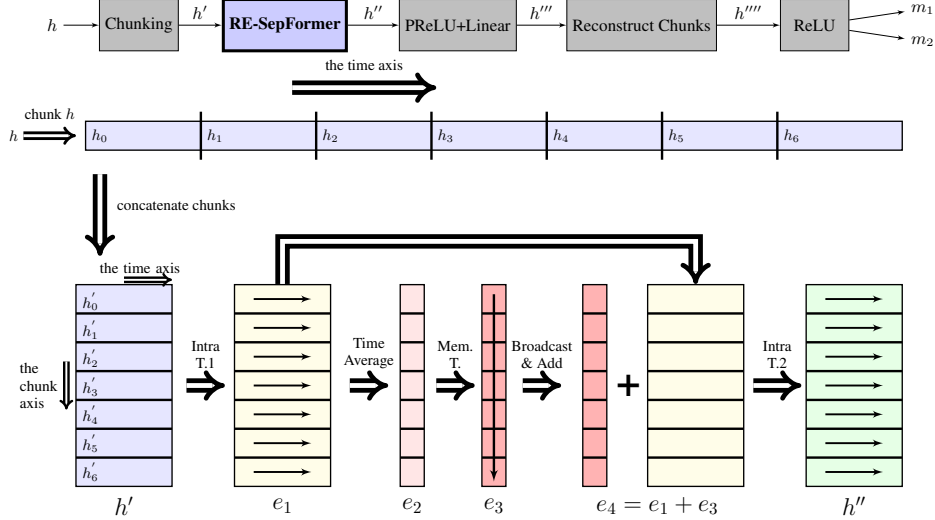 h
Chunking
h′
RE-SepFormer
h′′
PReLU+Linear
h′′′
Reconstruct Chunks
h′′′′
ReLU
m₁
m₂
the time axis
chunk h
h
h₀
h₁
h₂
h₃
h₄
h₅
h₆
concatenate chunks
the time axis
h′₀
h′₁
h′₂
h′₃
h′₄
h′₅
h′₆
the
chunk
axis
Intra
T.1
Time
Average
Mem.
T.
Broadcast
& Add
+
Intra
T.2
h′
e₁
e₂
e₃
e₄ = e₁ + e₃
h′′